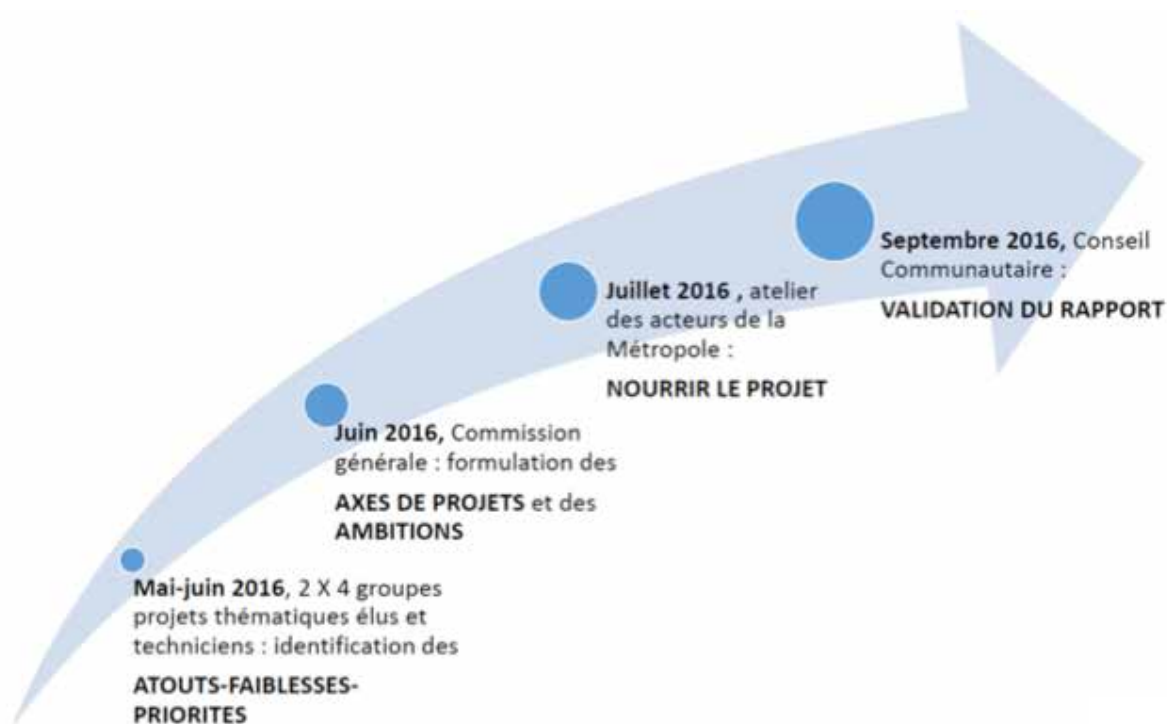 Mai-juin 2016, 2 X 4 groupes
projets thématiques élus et
techniciens : identification des
ATOUTS-FAIBLESSES-
PRIORITES
Juin 2016, Commission
générale : formulation des
AXES DE PROJETS et des
AMBITIONS
Juillet 2016 , atelier
des acteurs de la
Métropole :
NOURRIR LE PROJET
Septembre 2016, Conseil
Communautaire :
VALIDATION DU RAPPORT